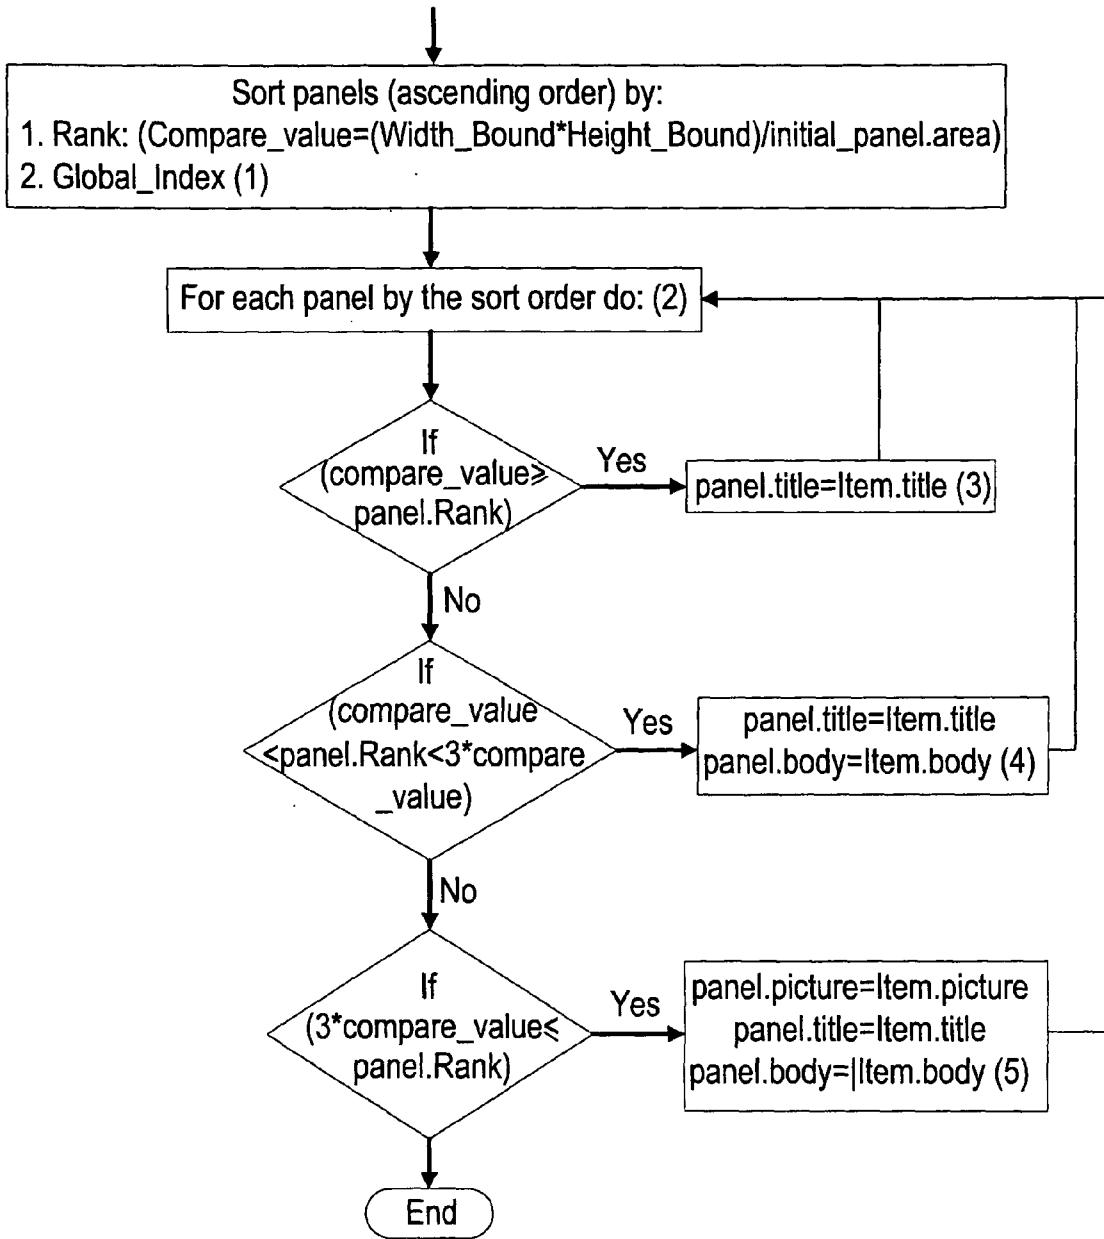 Sort panels (ascending order) by:
1. Rank: (Compare_value=(Width_Bound*Height_Bound)/initial_panel.area)
2. Global_Index (1)
For each panel by the sort order do: (2)
If
(compare_value⩾
panel.Rank)
Yes
panel.title=Item.title (3)
No
If
(compare_value
<panel.Rank<3*compare
_value)
Yes
panel.title=Item.title
panel.body=Item.body (4)
No
If
(3*compare_value⩽
panel.Rank)
Yes
panel.picture=Item.picture
panel.title=Item.title
panel.body=|Item.body (5)
End